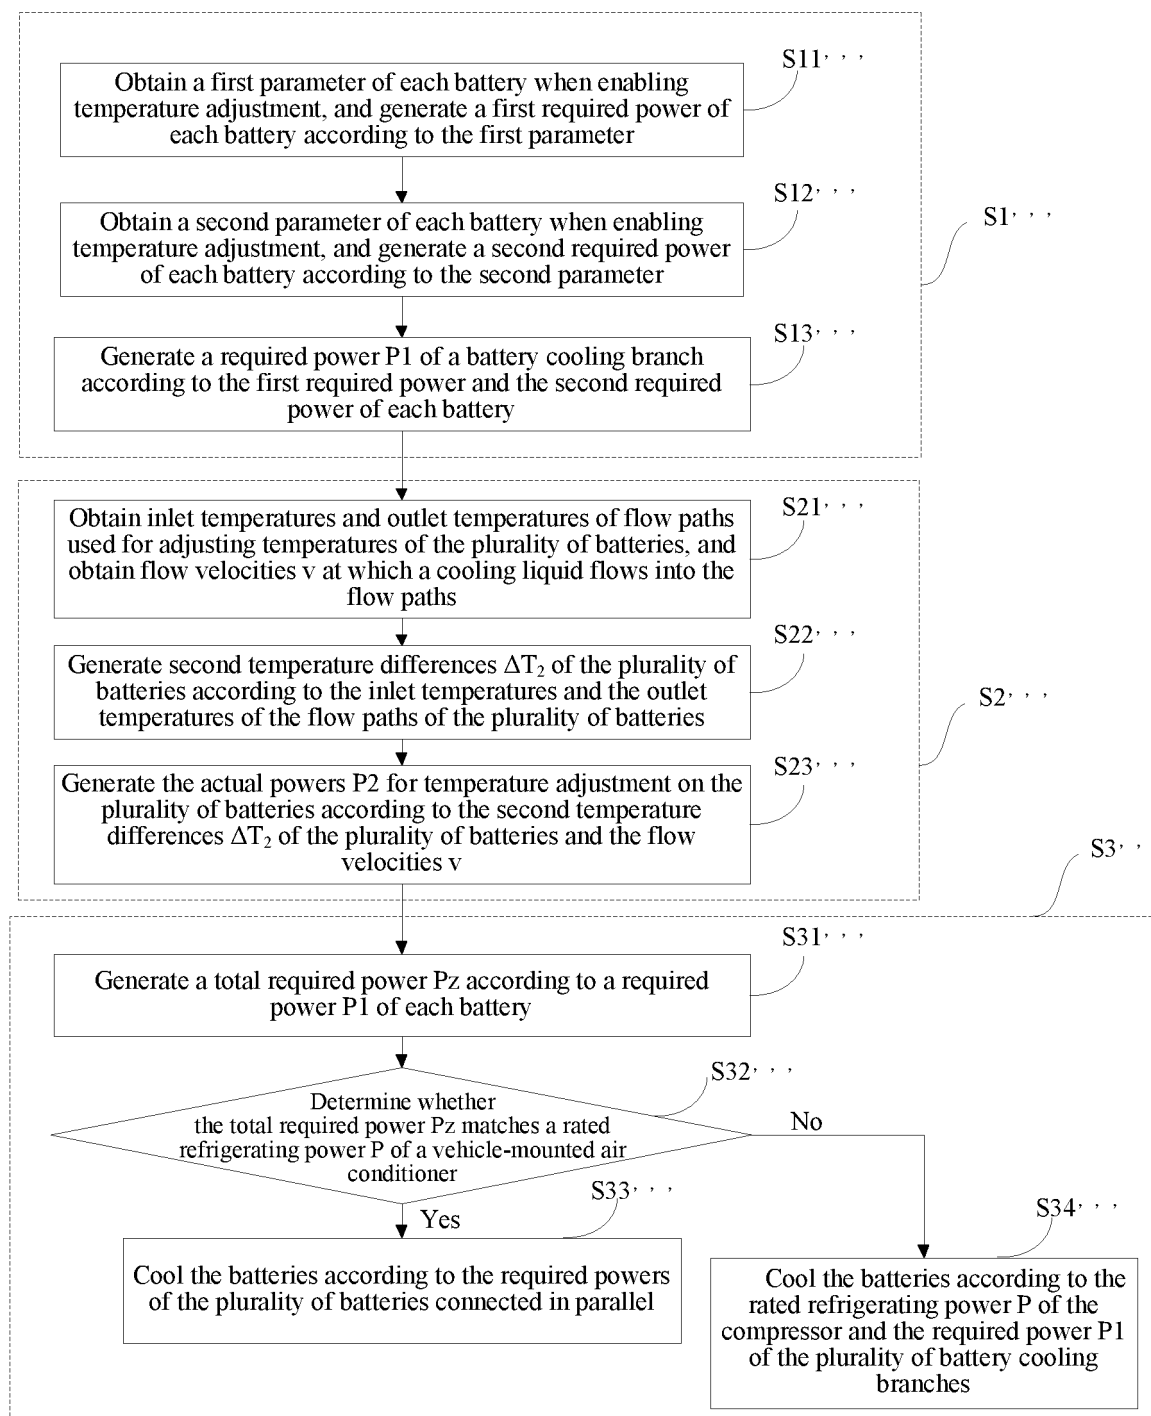 S11’ ’ ’
Obtain a first parameter of each battery when enabling
temperature adjustment, and generate a first required power of
each battery according to the first parameter
S12’ ’ ’
Obtain a second parameter of each battery when enabling
temperature adjustment, and generate a second required power
of each battery according to the second parameter
S1’ ’ ’
S13’ ’ ’
Generate a required power P1 of a battery cooling branch
according to the first required power and the second required
power of each battery
S21’ ’ ’
Obtain inlet temperatures and outlet temperatures of flow paths
used for adjusting temperatures of the plurality of batteries, and
obtain flow velocities v at which a cooling liquid flows into the
flow paths
S22’ ’ ’
Generate second temperature differences ΔT₂ of the plurality of
batteries according to the inlet temperatures and the outlet
temperatures of the flow paths of the plurality of batteries
S2’ ’ ’
S23’ ’ ’
Generate the actual powers P2 for temperature adjustment on the
plurality of batteries according to the second temperature
differences ΔT₂ of the plurality of batteries and the flow
velocities v
S3’ ’
S31’ ’ ’
Generate a total required power Pz according to a required
power P1 of each battery
S32’ ’ ’
Determine whether
the total required power Pz matches a rated
refrigerating power P of a vehicle-mounted air
conditioner
No
Yes
S33’ ’ ’
Cool the batteries according to the required powers
of the plurality of batteries connected in parallel
S34’ ’ ’
Cool the batteries according to the
rated refrigerating power P of the
compressor and the required power P1
of the plurality of battery cooling
branches